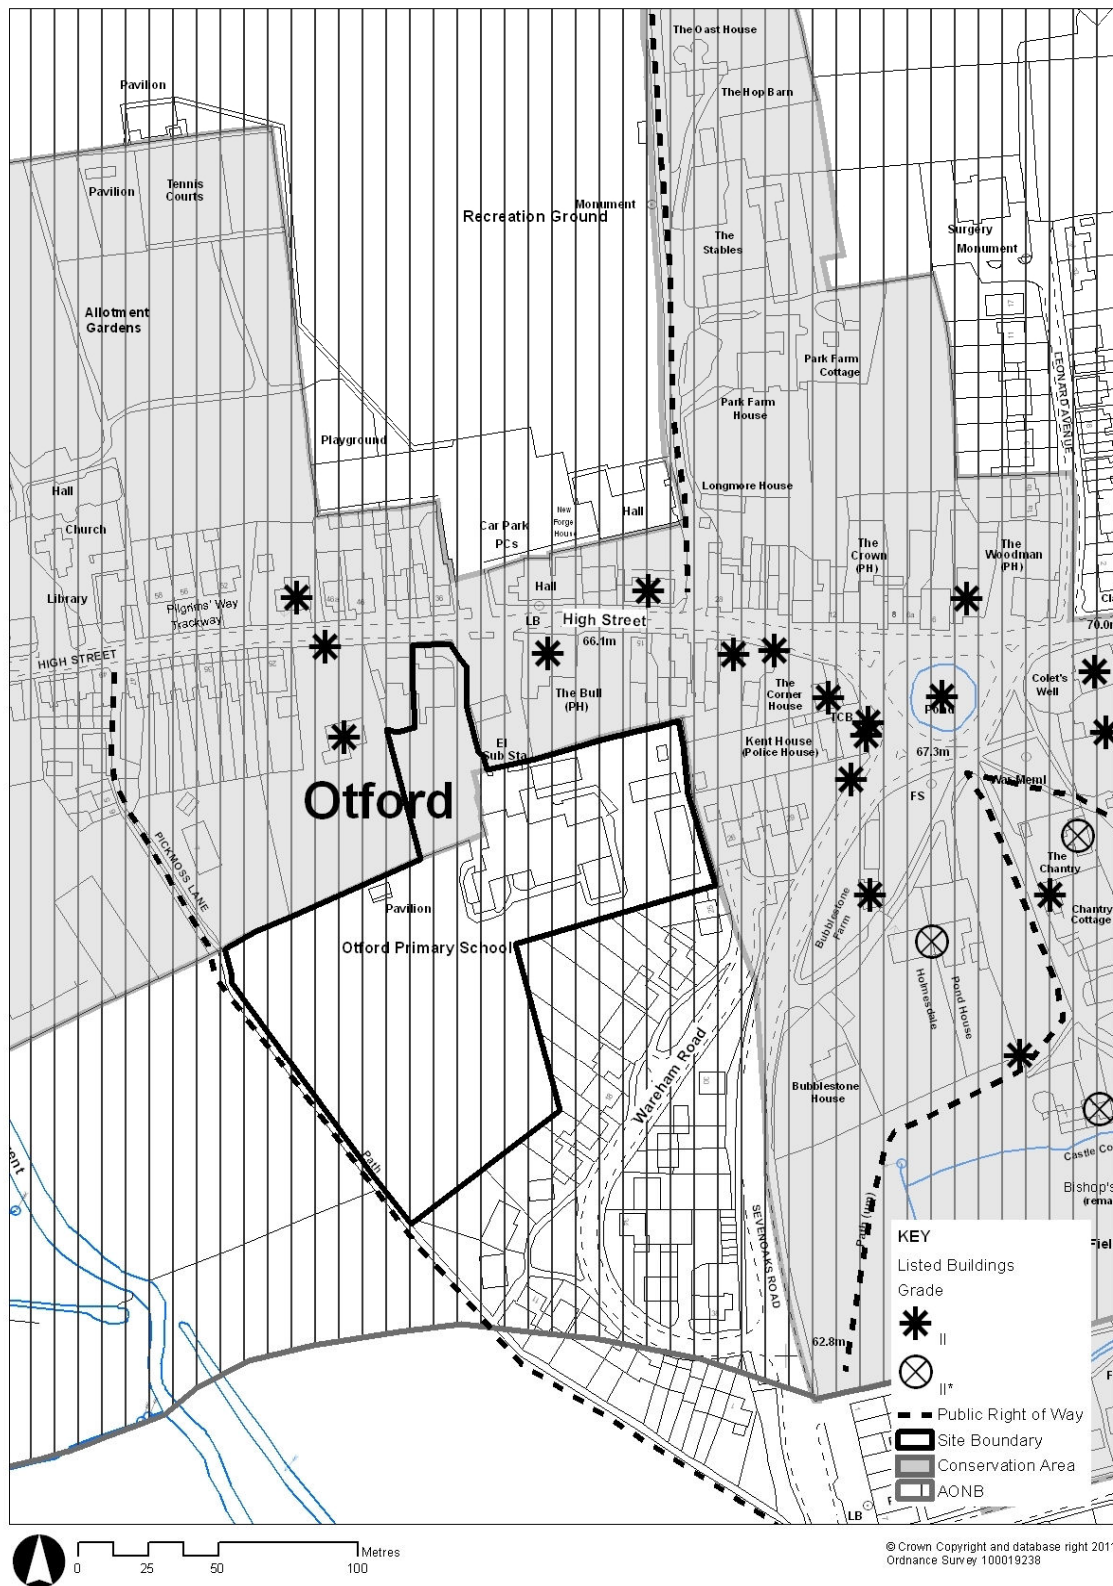 The Oast House
Pavilion
The Hop Barn
Pavilion
Tennis
Courts
Recreation Ground
Monument
The
Stables
Surgery
Monument
Allotment
Gardens
Park Farm
Cottage
LEONARD AVENUE
Park Farm
House
Playground
Longmore House
Hall
Church
Car Park
PCs
New
Forge
House
Hall
The
Crown
(PH)
The
Woodman
(PH)
Library
Pilgrims' Way
Trackway
Hall
LB
High Street
66.1m
HIGH STREET
70.0m
The Bull
(PH)
The
Corner
House
TCB
Pond
Colet's
Well
Kent House
(Police House)
67.3m
El
Sub Sta
War Meml
FS
Otford
PICKMOSS LANE
Pavilion
Otford Primary School
The
Chantry
Chantry
Cottage
Bubblestone
Farm
Holmesdale
Pond House
Wareham Road
Bubblestone
House
Path
Castle Co
Bishop's
(rema
SEVENOAKS ROAD
Path (um)
62.8m
LB
KEY
Listed Buildings
Grade
II
II*
Public Right of Way
Site Boundary
Conservation Area
AONB
0 25 50 100 Metres
© Crown Copyright and database right 2011
Ordnance Survey 100019238